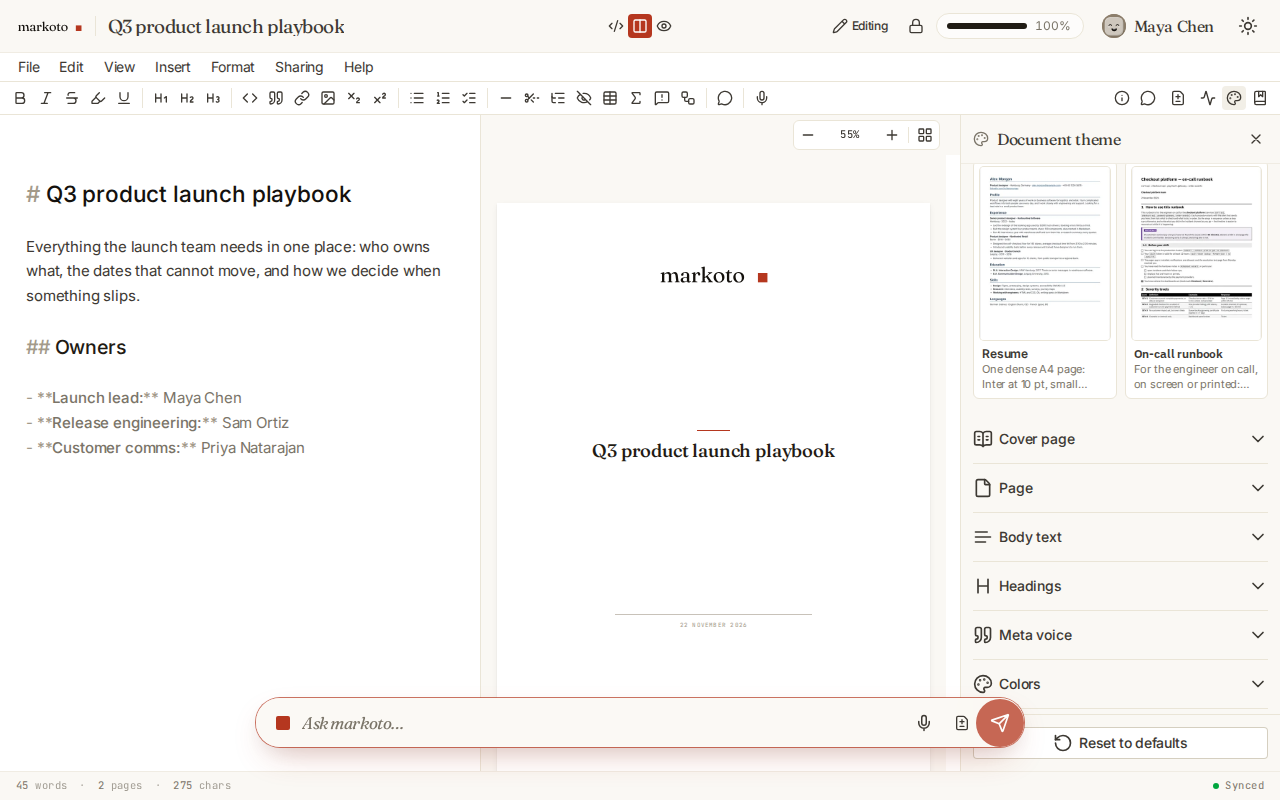 markoto
Q3 product launch playbook
Editing
100%
Maya Chen
File Edit View Insert Format Sharing Help
H1 H2 H3
55%
Document theme
# Q3 product launch playbook
Everything the launch team needs in one place: who owns
what, the dates that cannot move, and how we decide when
something slips.
## Owners
- **Launch lead:** Maya Chen
- **Release engineering:** Sam Ortiz
- **Customer comms:** Priya Natarajan
markoto
Q3 product launch playbook
22 NOVEMBER 2026
Resume
One dense A4 page:
Inter at 10 pt, small...
On-call runbook
For the engineer on call,
on screen or printed:...
Cover page
Page
Body text
Headings
Meta voice
Colors
Reset to defaults
Ask markoto...
45 words · 2 pages · 275 chars
Synced